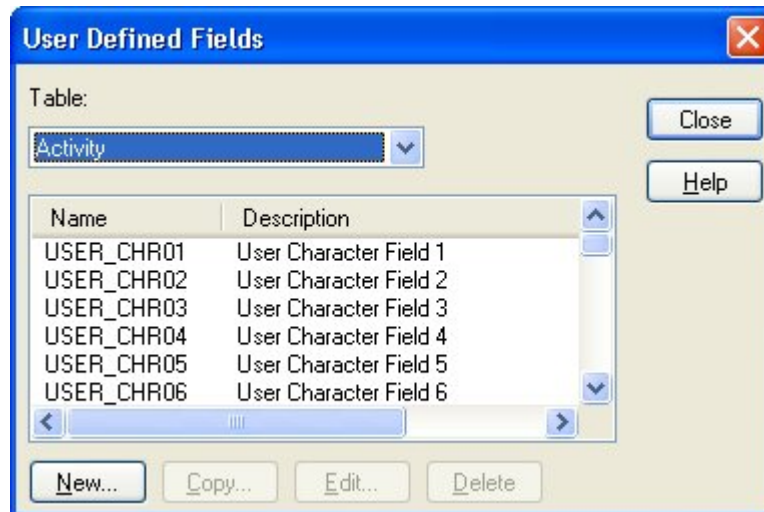 User Defined Fields
Table:
Activity
Close
Help
Name Description
USER_CHR01 User Character Field 1
USER_CHR02 User Character Field 2
USER_CHR03 User Character Field 3
USER_CHR04 User Character Field 4
USER_CHR05 User Character Field 5
USER_CHR06 User Character Field 6
New... Copy... Edit... Delete